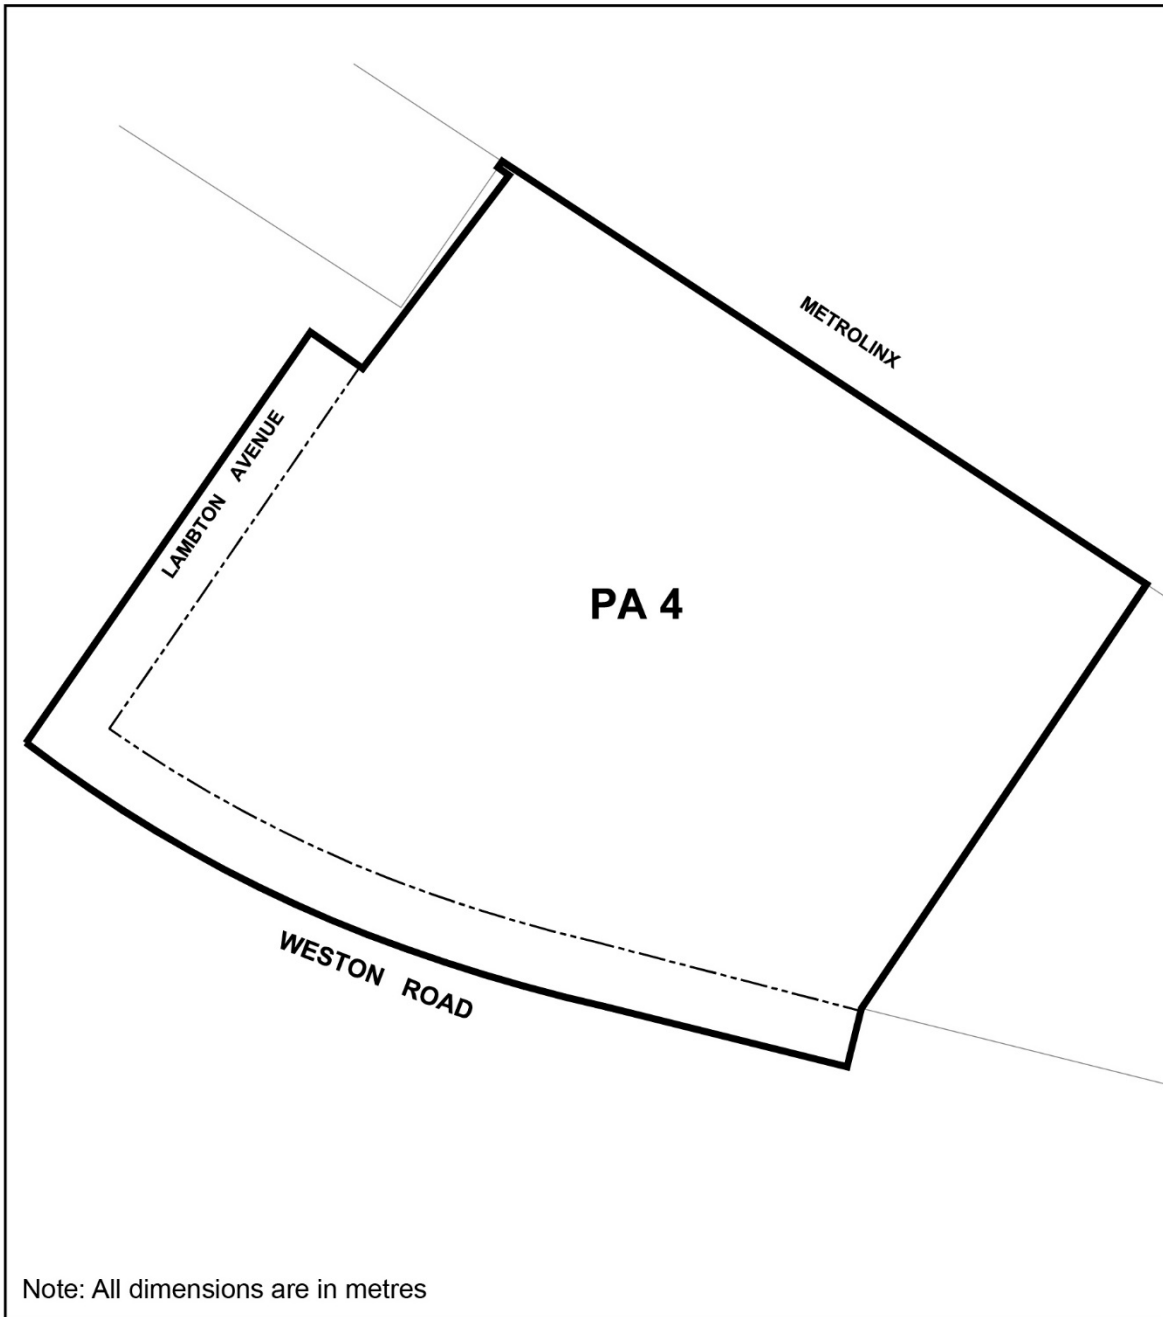 METROLINX
LAMBTON AVENUE
PA 4
WESTON ROAD
Note: All dimensions are in metres